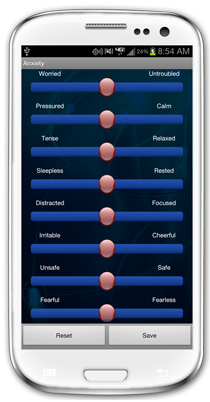 24% 8:54 AM
Anxiety
Worried Untroubled
Pressured Calm
Tense Relaxed
Sleepless Rested
Distracted Focused
Irritable Cheerful
Unsafe Safe
Fearful Fearless
Reset Save